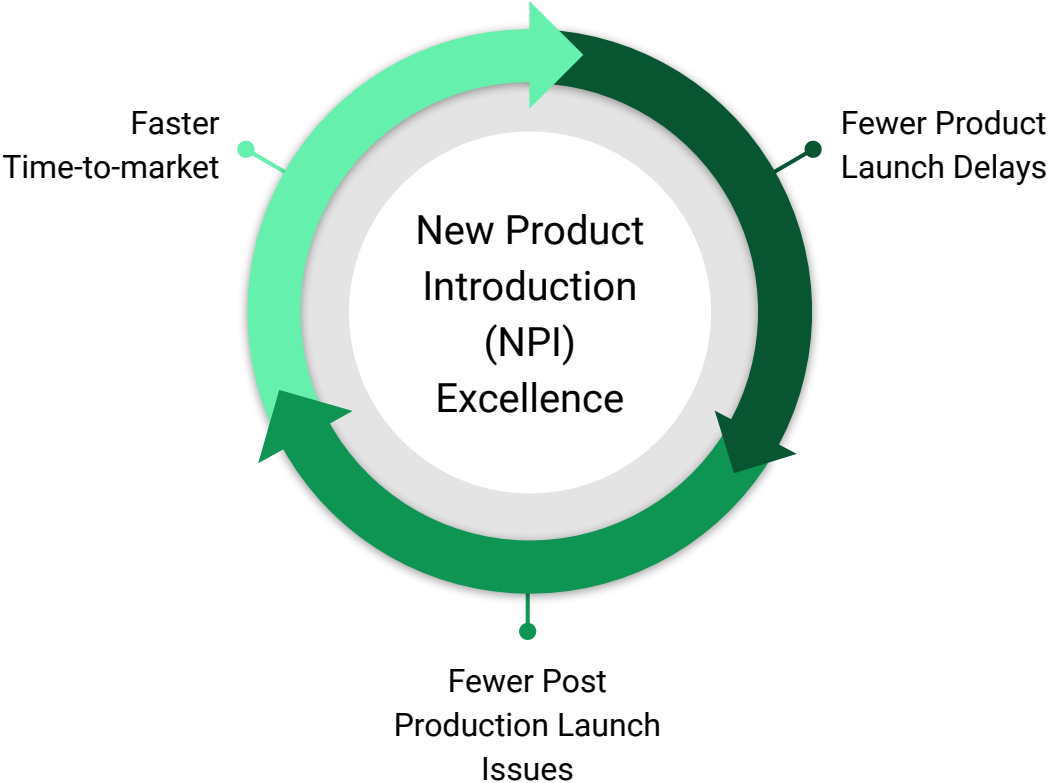 Faster
Time-to-market
Fewer Product
Launch Delays
New Product
Introduction
(NPI)
Excellence
Fewer Post
Production Launch
Issues